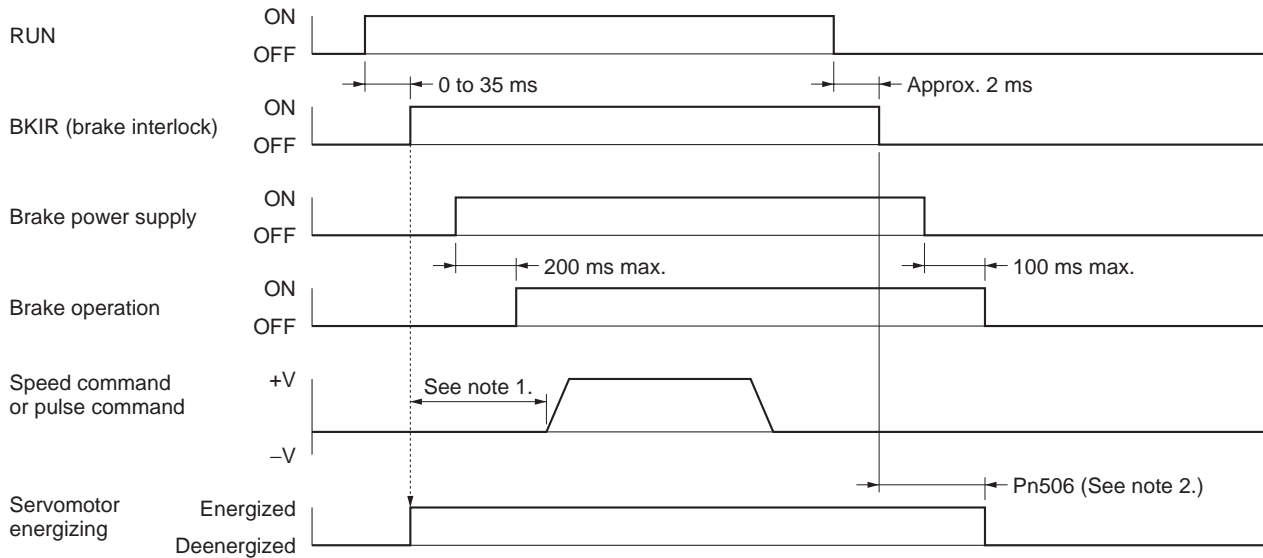 RUN
ON
OFF
0 to 35 ms
Approx. 2 ms
BKIR (brake interlock)
ON
OFF
Brake power supply
ON
OFF
200 ms max.
100 ms max.
Brake operation
ON
OFF
Speed command
or pulse command
+V
See note 1.
−V
Pn506 (See note 2.)
Servomotor
energizing
Energized
Deenergized